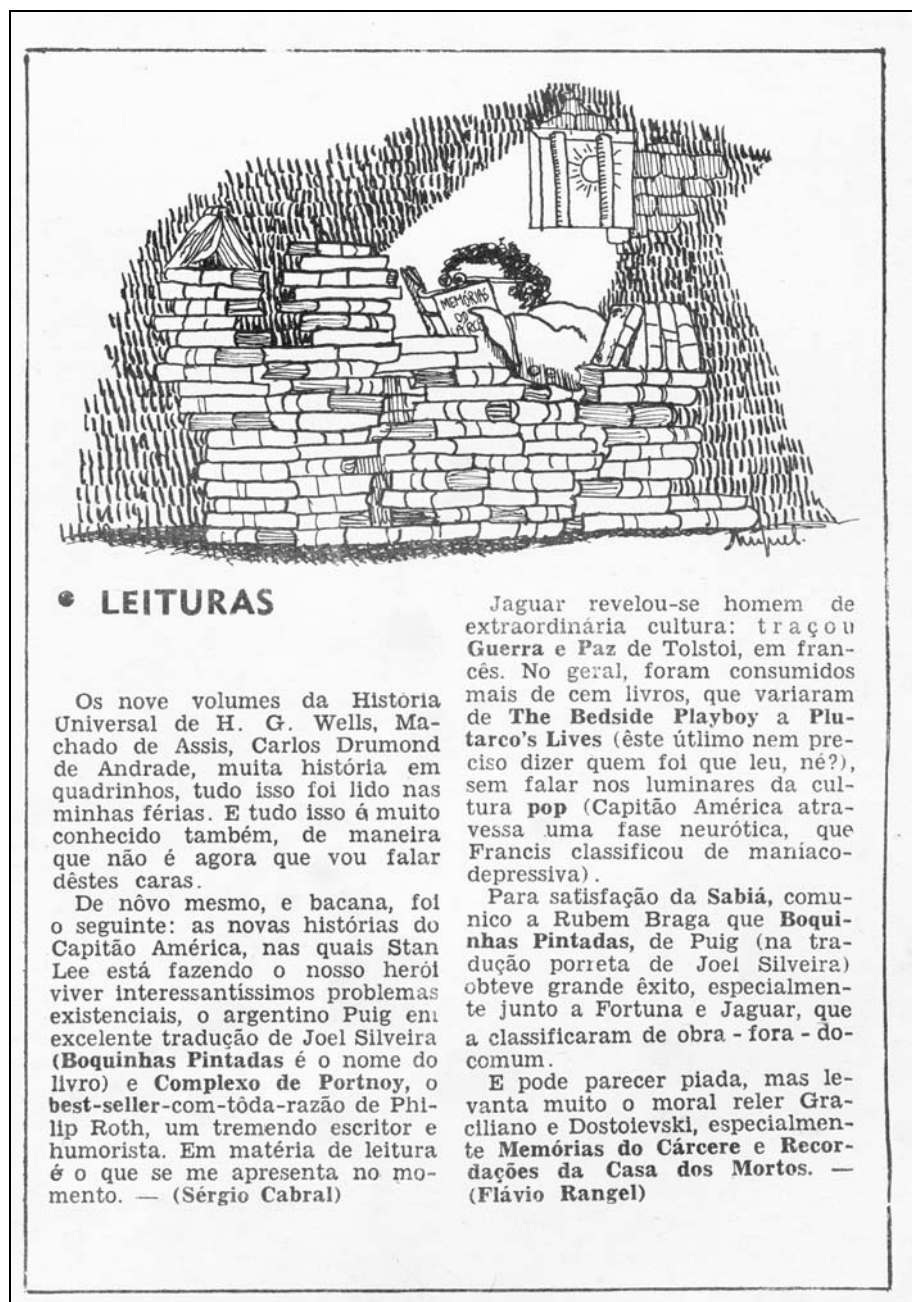 MEMÓRIAS
DO
CÁRCE
Miguel.
• LEITURAS
Os nove volumes da História
Universal de H. G. Wells, Ma-
chado de Assis, Carlos Drumond
de Andrade, muita história em
quadrinhos, tudo isso foi lido nas
minhas férias. E tudo isso é muito
conhecido também, de maneira
que não é agora que vou falar
dêstes caras.
De nôvo mesmo, e bacana, foi
o seguinte: as novas histórias do
Capitão América, nas quais Stan
Lee está fazendo o nosso herói
viver interessantíssimos problemas
existenciais, o argentino Puig em
excelente tradução de Joel Silveira
(Boquinhas Pintadas é o nome do
livro) e Complexo de Portnoy, o
best-seller-com-tôda-razão de Phi-
lip Roth, um tremendo escritor e
humorista. Em matéria de leitura
é o que se me apresenta no mo-
mento. — (Sérgio Cabral)
Jaguar revelou-se homem de
extraordinária cultura: traçou
Guerra e Paz de Tolstoi, em fran-
cês. No geral, foram consumidos
mais de cem livros, que variaram
de The Bedside Playboy a Plu-
tarco's Lives (êste útlimo nem pre-
ciso dizer quem foi que leu, né?),
sem falar nos luminares da cul-
tura pop (Capitão América atra-
vessa uma fase neurótica, que
Francis classificou de maníaco-
depressiva).
Para satisfação da Sabiá, comu-
nico a Rubem Braga que Boqui-
nhas Pintadas, de Puig (na tra-
dução porreta de Joel Silveira)
obteve grande êxito, especialmen-
te junto a Fortuna e Jaguar, que
a classificaram de obra-fora-do-
comum.
E pode parecer piada, mas le-
vanta muito o moral reler Gra-
ciliano e Dostoievski, especialmen-
te Memórias do Cárcere e Recor-
dações da Casa dos Mortos. —
(Flávio Rangel)